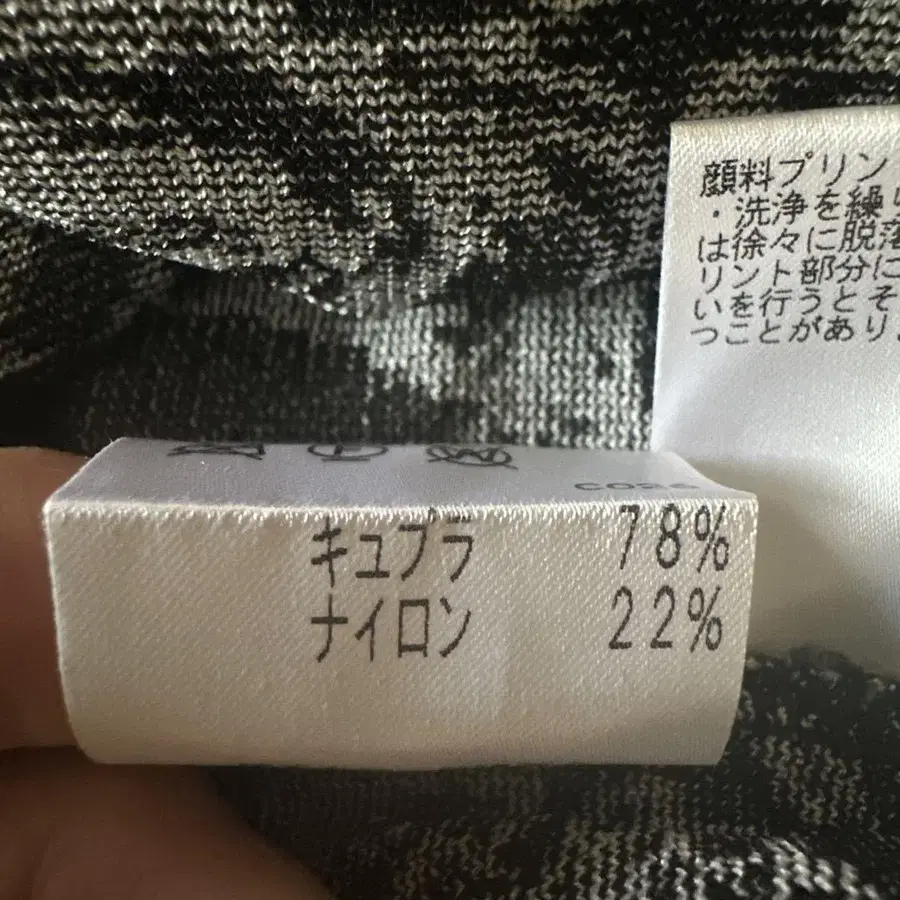 顔料プリン
・洗浄を繰り
は徐々に脱落
リント部分に
いを行うとそ
つことがあり
キュプラ 78%
ナイロン 22%